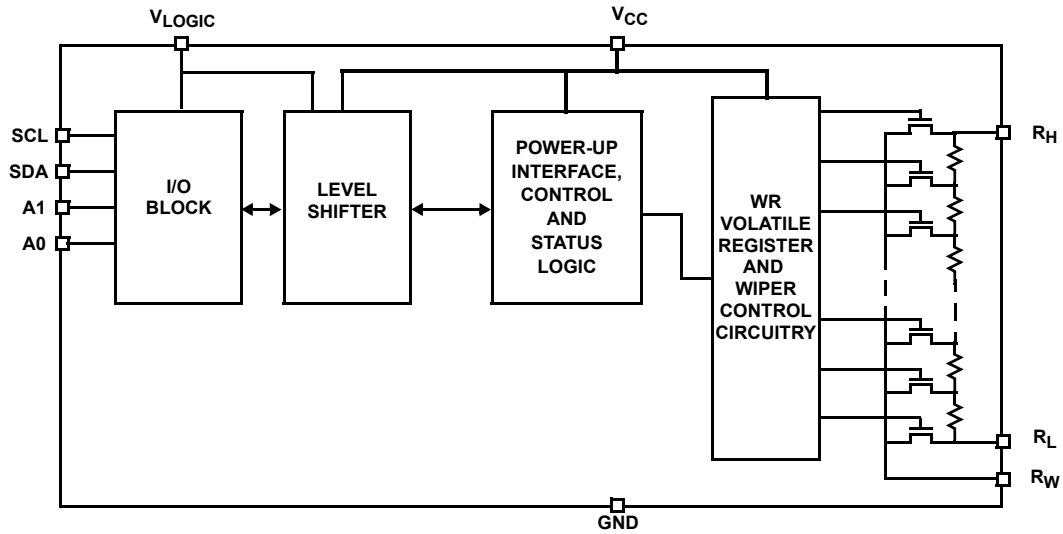 VLOGIC
VCC
SCL
SDA
A1
A0
I/O
BLOCK
LEVEL
SHIFTER
POWER-UP
INTERFACE,
CONTROL
AND
STATUS
LOGIC
WR
VOLATILE
REGISTER
AND
WIPER
CONTROL
CIRCUITRY
RH
RL
RW
GND